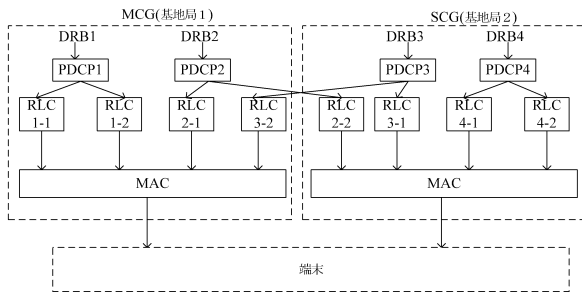 MCG(基地局1)
SCG(基地局2)
DRB1
DRB2
DRB3
DRB4
PDCP1
PDCP2
PDCP3
PDCP4
RLC
1-1
RLC
1-2
RLC
2-1
RLC
3-2
RLC
2-2
RLC
3-1
RLC
4-1
RLC
4-2
MAC
MAC
端末